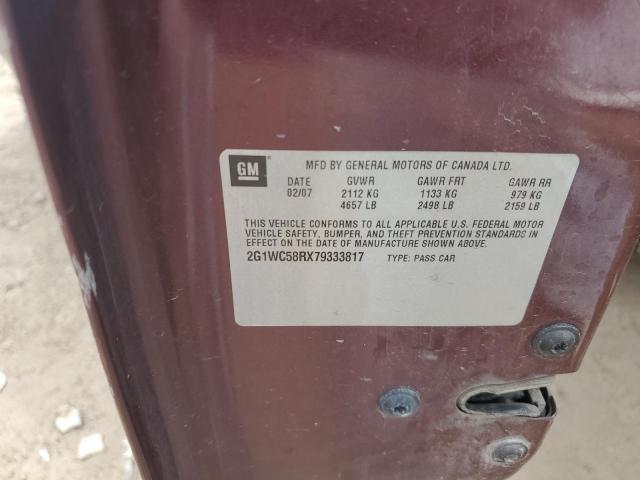 GM MFD BY GENERAL MOTORS OF CANADA LTD.
DATE GVWR GAWR FRT GAWR RR
02/07 2112 KG 1133 KG 979 KG
4657 LB 2498 LB 2159 LB
THIS VEHICLE CONFORMS TO ALL APPLICABLE U.S. FEDERAL MOTOR
VEHICLE SAFETY, BUMPER, AND THEFT PREVENTION STANDARDS IN
EFFECT ON THE DATE OF MANUFACTURE SHOWN ABOVE.
2G1WC58RX79333817 TYPE: PASS CAR